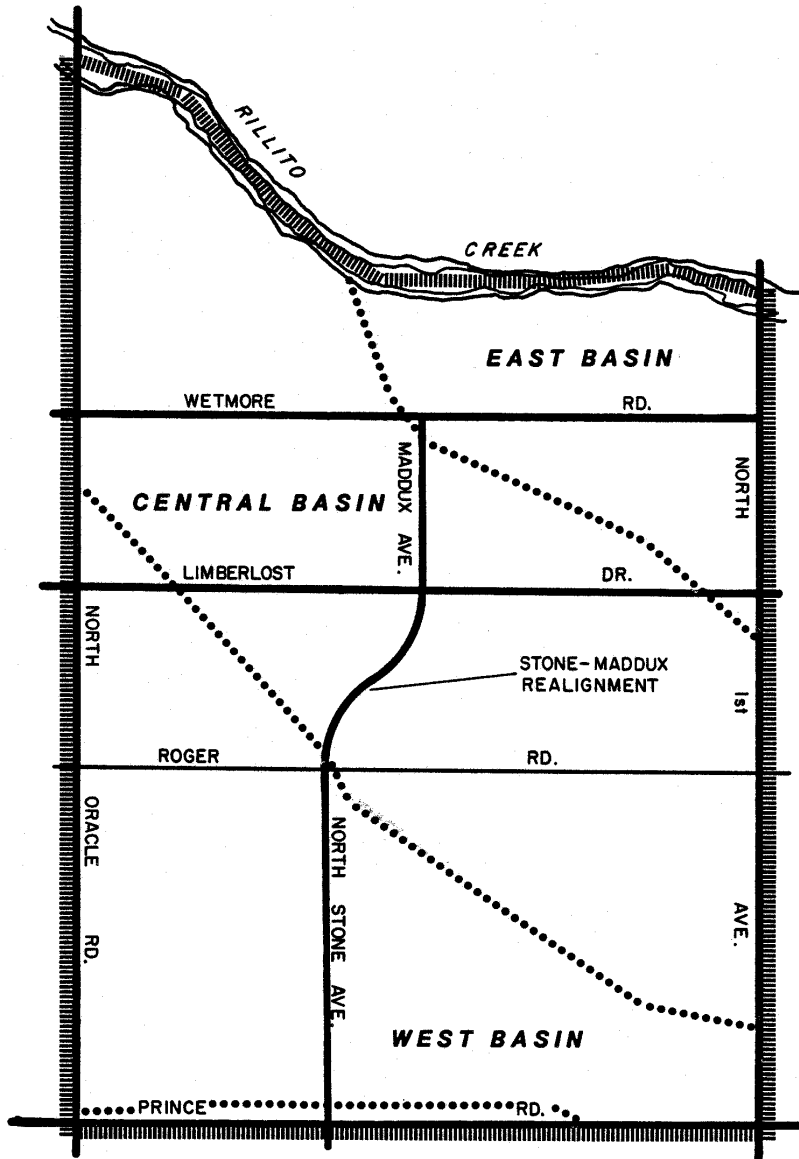 RILLITO
CREEK
EAST BASIN
WETMORE RD.
MADDUX AVE.
NORTH 1st AVE.
CENTRAL BASIN
LIMBERLOST DR.
NORTH ORACLE RD.
STONE-MADDUX
REALIGNMENT
ROGER RD.
NORTH STONE AVE.
WEST BASIN
PRINCE RD.